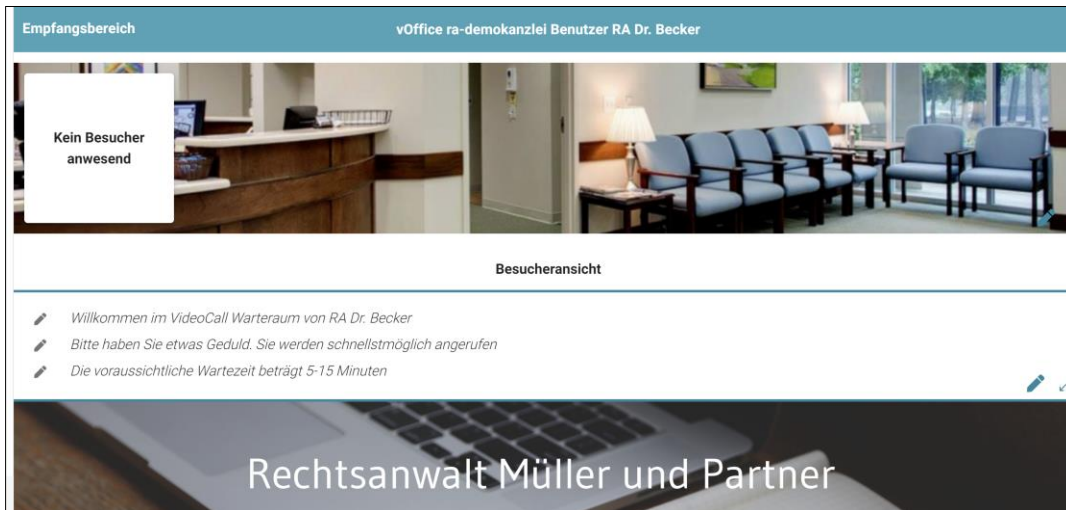 Empfangsbereich
vOffice ra-demokanzlei Benutzer RA Dr. Becker
Kein Besucher
anwesend
Besucheransicht
Willkommen im VideoCall Warteraum von RA Dr. Becker
Bitte haben Sie etwas Geduld. Sie werden schnellstmöglich angerufen
Die voraussichtliche Wartezeit beträgt 5-15 Minuten
Rechtsanwalt Müller und Partner